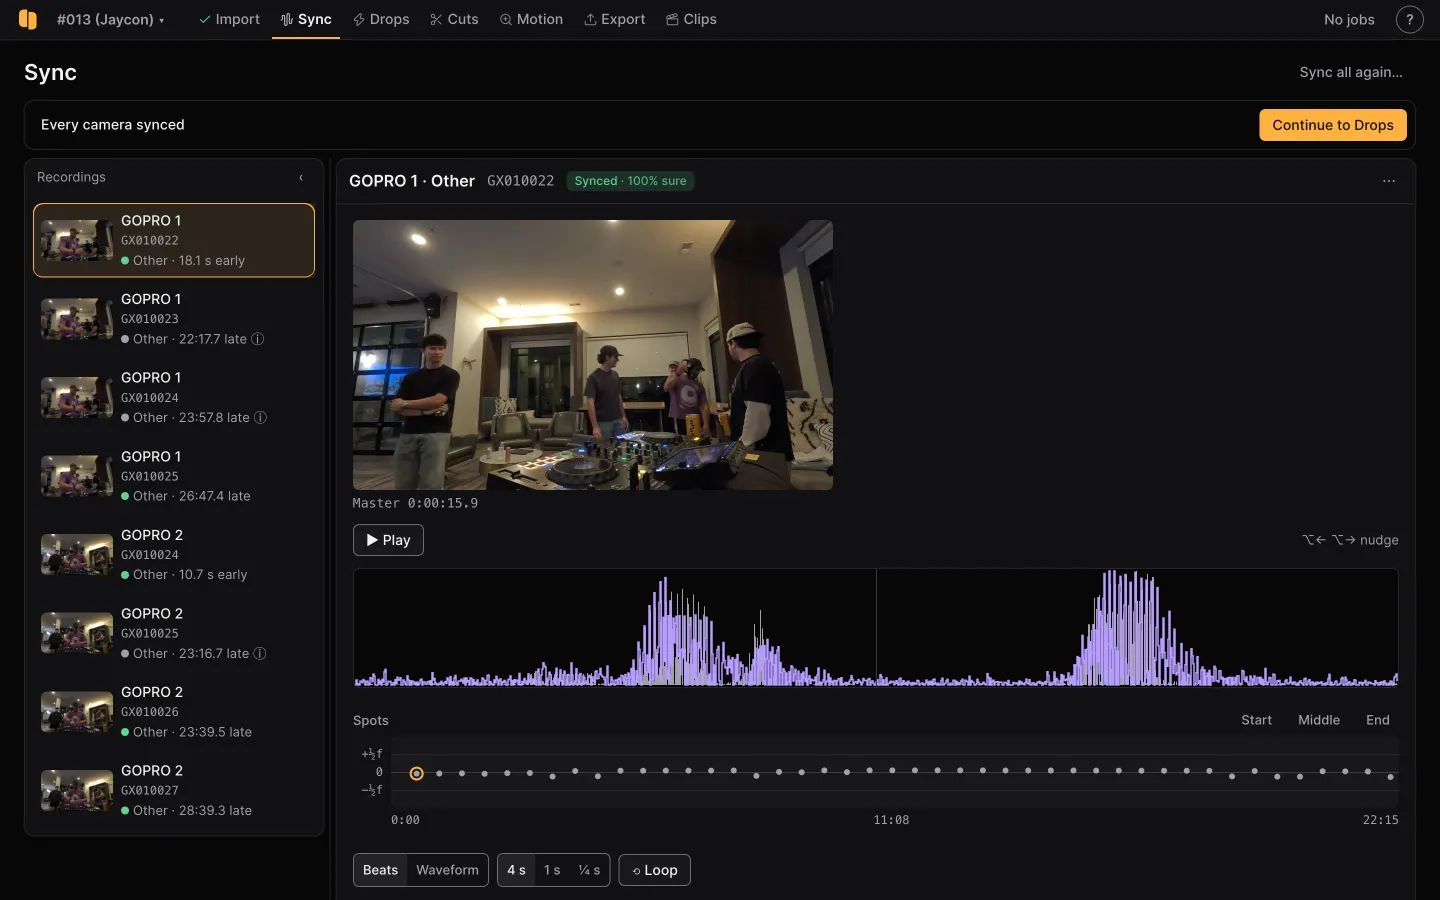 #013 (Jaycon) ▾ ✓ Import Sync Drops Cuts Motion Export Clips No jobs ?
Sync
Sync all again...
Every camera synced
Continue to Drops
Recordings ‹
GOPRO 1
GX010022
Other · 18.1 s early
GOPRO 1
GX010023
Other · 22:17.7 late ⓘ
GOPRO 1
GX010024
Other · 23:57.8 late ⓘ
GOPRO 1
GX010025
Other · 26:47.4 late
GOPRO 2
GX010024
Other · 10.7 s early
GOPRO 2
GX010025
Other · 23:16.7 late ⓘ
GOPRO 2
GX010026
Other · 23:39.5 late
GOPRO 2
GX010027
Other · 28:39.3 late
GOPRO 1 · Other GX010022 Synced · 100% sure ···
Master 0:00:15.9
▶ Play
⌥← ⌥→ nudge
Spots
Start Middle End
+½f
0
−½f
0:00 11:08 22:15
Beats Waveform 4 s 1 s ¼ s Loop